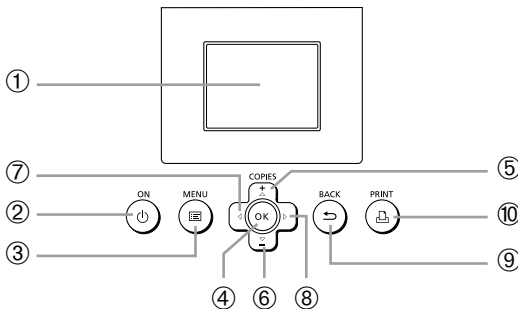 ①
⑦
COPIES
+
⑤
ON
MENU
BACK
PRINT
②
OK
⑩
③
−
⑨
④
⑥
⑧